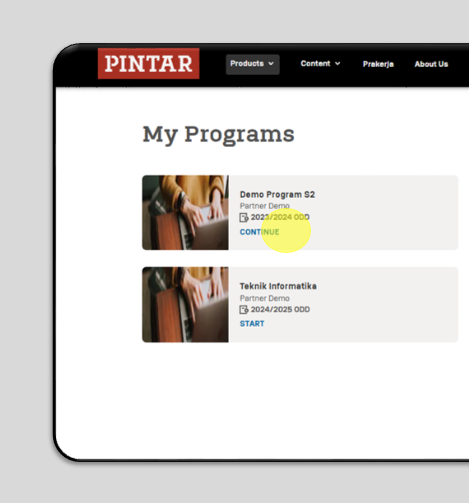 PINTAR
Products
Content
Prakerja
About Us
My Programs
Demo Program S2
Partner Demo
2023/2024 ODD
CONTINUE
Teknik Informatika
Partner Demo
2024/2025 ODD
START